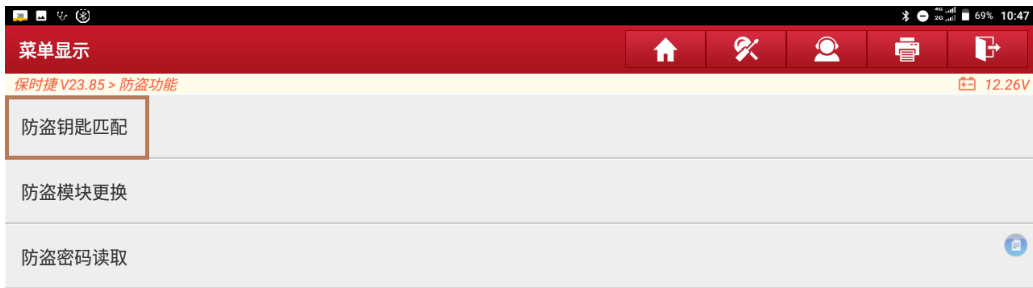 69% 10:47
菜单显示
保时捷 V23.85 > 防盗功能 12.26V
防盗钥匙匹配
防盗模块更换
防盗密码读取